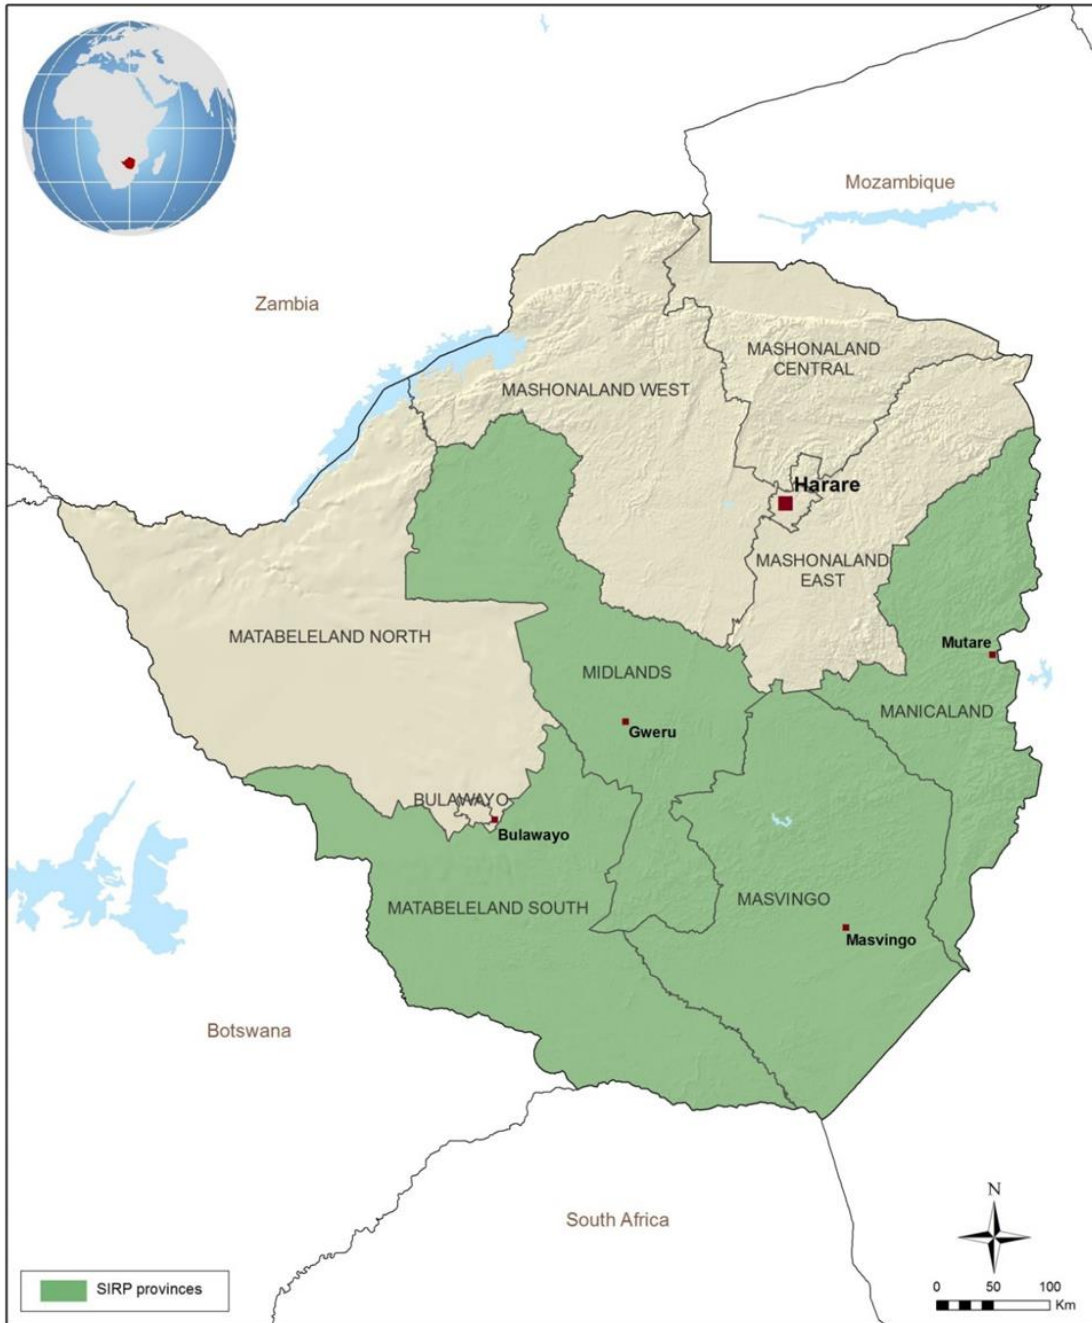 Mozambique
Zambia
MASHONALAND
CENTRAL
MASHONALAND WEST
Harare
MASHONALAND
EAST
MATABELELAND NORTH
Mutare
MIDLANDS
MANICALAND
Gweru
BULAWAYO
Bulawayo
MATABELELAND SOUTH
MASVINGO
Masvingo
Botswana
South Africa
N
SIRP provinces
0 50 100
Km